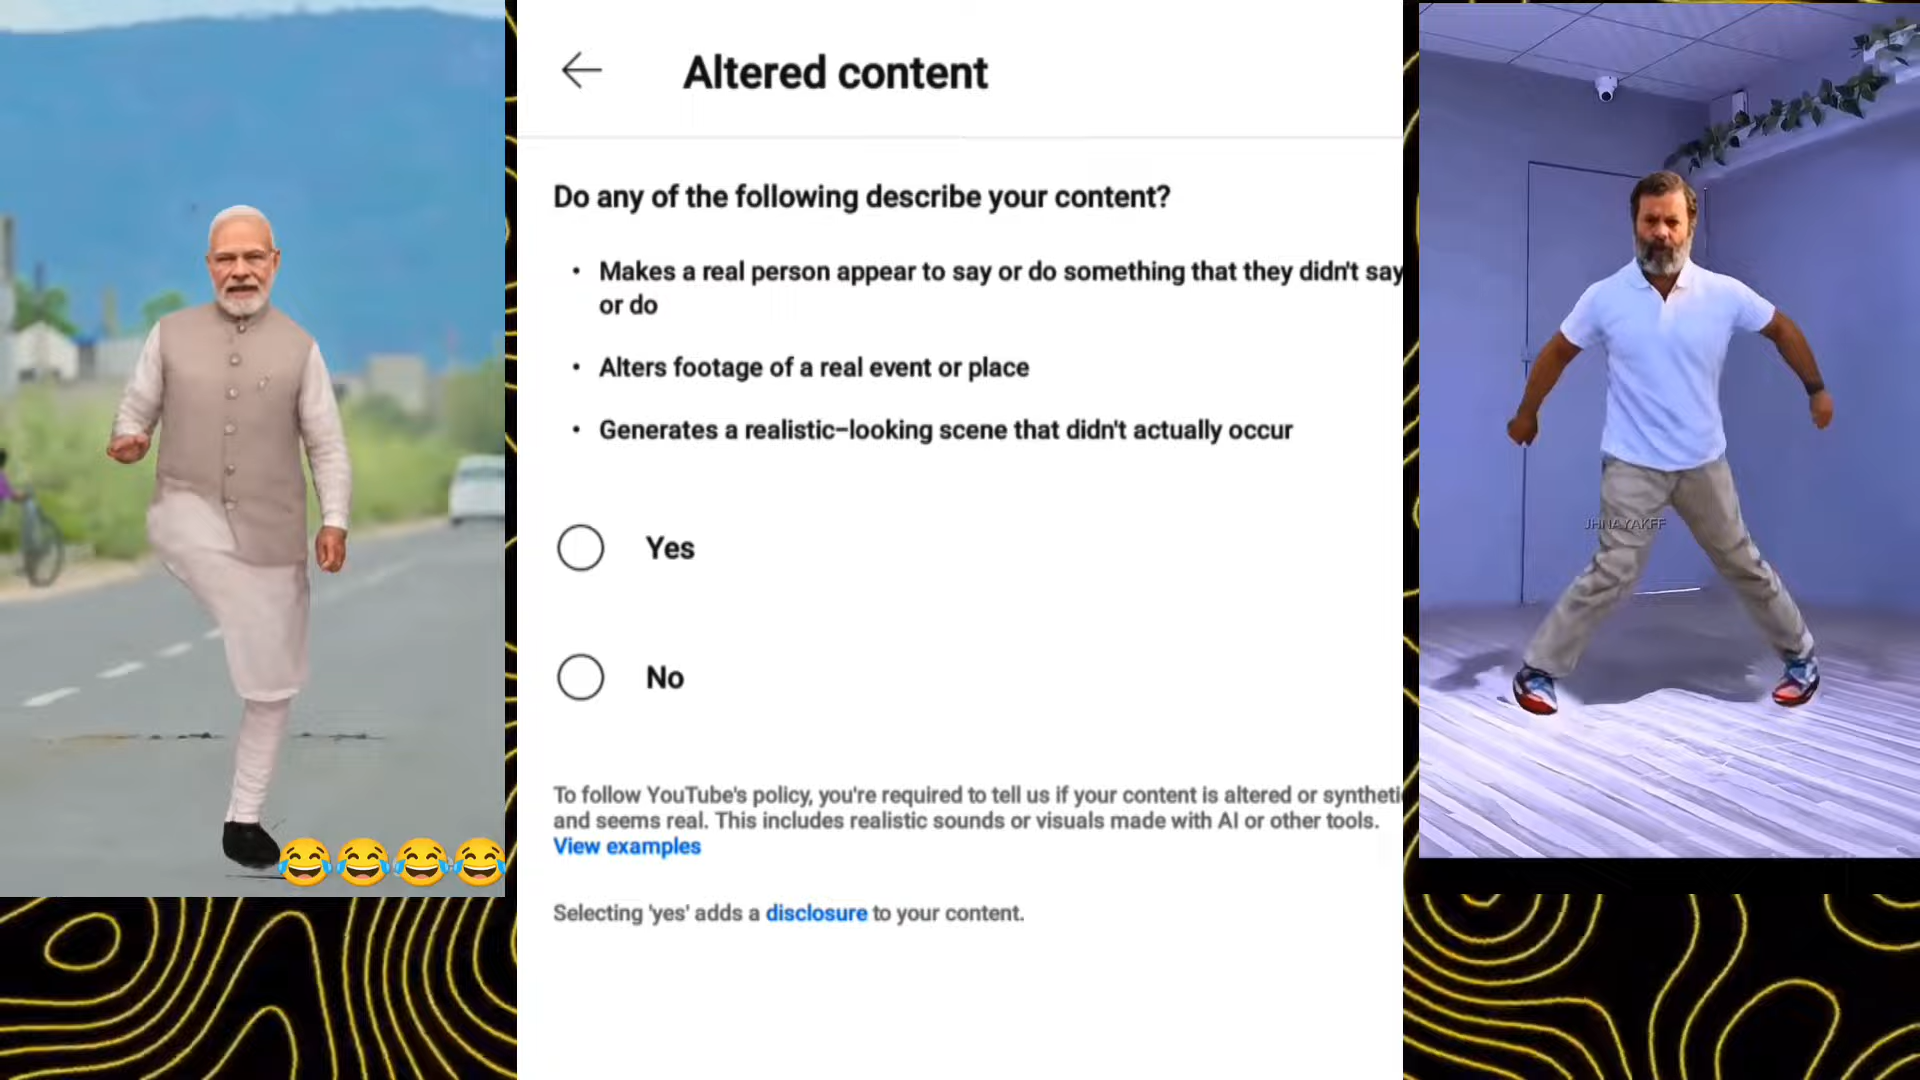 Altered content
Do any of the following describe your content?
• Makes a real person appear to say or do something that they didn't say
or do
• Alters footage of a real event or place
• Generates a realistic-looking scene that didn't actually occur
Yes
No
JHNAYAKFF
To follow YouTube's policy, you're required to tell us if your content is altered or syntheti
and seems real. This includes realistic sounds or visuals made with AI or other tools.
View examples
Selecting 'yes' adds a disclosure to your content.